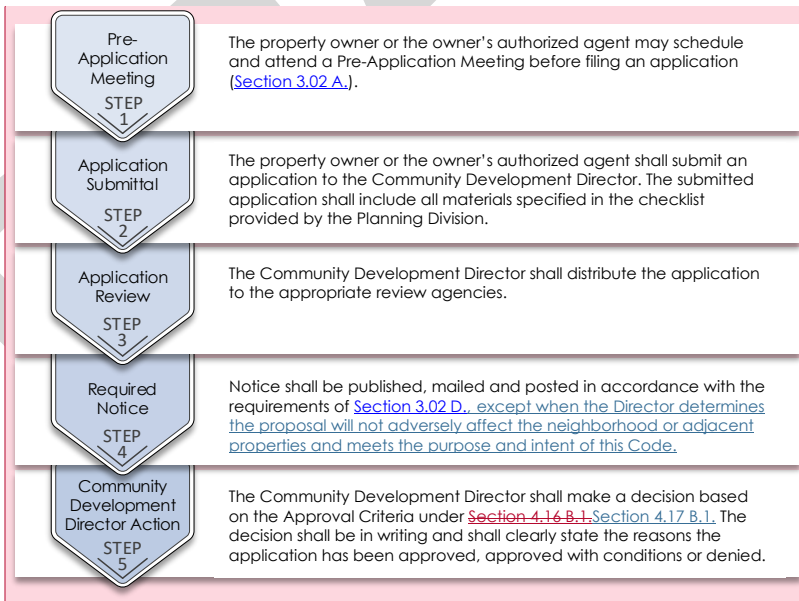 Pre-
Application
Meeting
STEP
1
The property owner or the owner's authorized agent may schedule
and attend a Pre-Application Meeting before filing an application
(Section 3.02 A.).
Application
Submittal
STEP
2
The property owner or the owner's authorized agent shall submit an
application to the Community Development Director. The submitted
application shall include all materials specified in the checklist
provided by the Planning Division.
Application
Review
STEP
3
The Community Development Director shall distribute the application
to the appropriate review agencies.
Required
Notice
STEP
4
Notice shall be published, mailed and posted in accordance with the
requirements of Section 3.02 D., except when the Director determines
the proposal will not adversely affect the neighborhood or adjacent
properties and meets the purpose and intent of this Code.
Community
Development
Director Action
STEP
5
The Community Development Director shall make a decision based
on the Approval Criteria under Section 4.16 B.1.Section 4.17 B.1. The
decision shall be in writing and shall clearly state the reasons the
application has been approved, approved with conditions or denied.